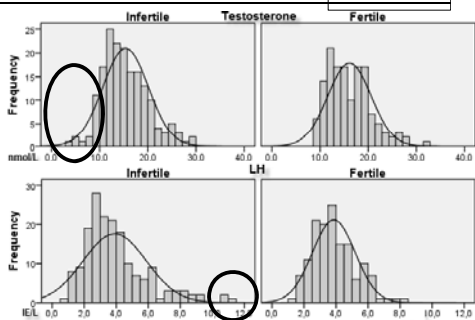 Infertile Testosterone Fertile
Frequency
25
20
15
10
5
0
nmol/L 0,0 10,0 20,0 30,0 40,0 0,0 10,0 20,0 30,0 40,0
Infertile LH Fertile
Frequency
30
20
10
0
IE/L 0,0 2,0 4,0 6,0 8,0 10,0 12,0 0,0 2,0 4,0 6,0 8,0 10,0 12,0